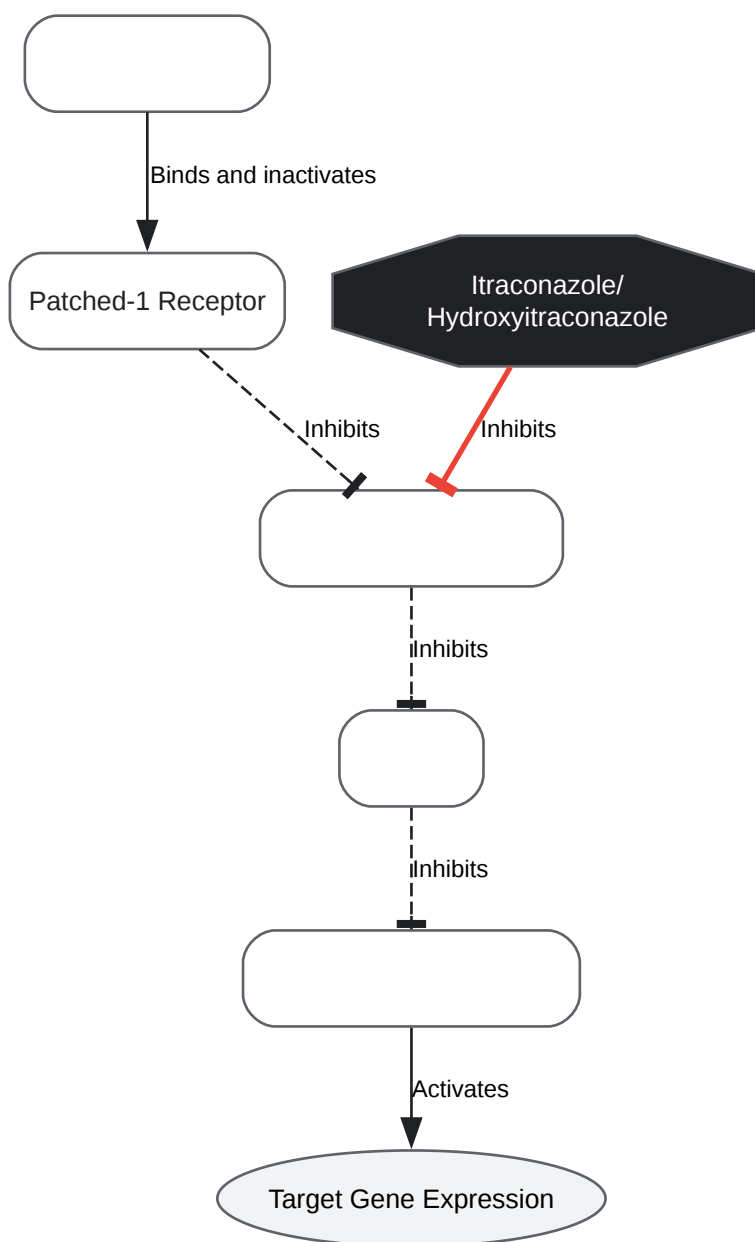 Binds and inactivates
Patched-1 Receptor
Itraconazole/
Hydroxyitraconazole
Inhibits
Inhibits
Inhibits
Inhibits
Activates
Target Gene Expression